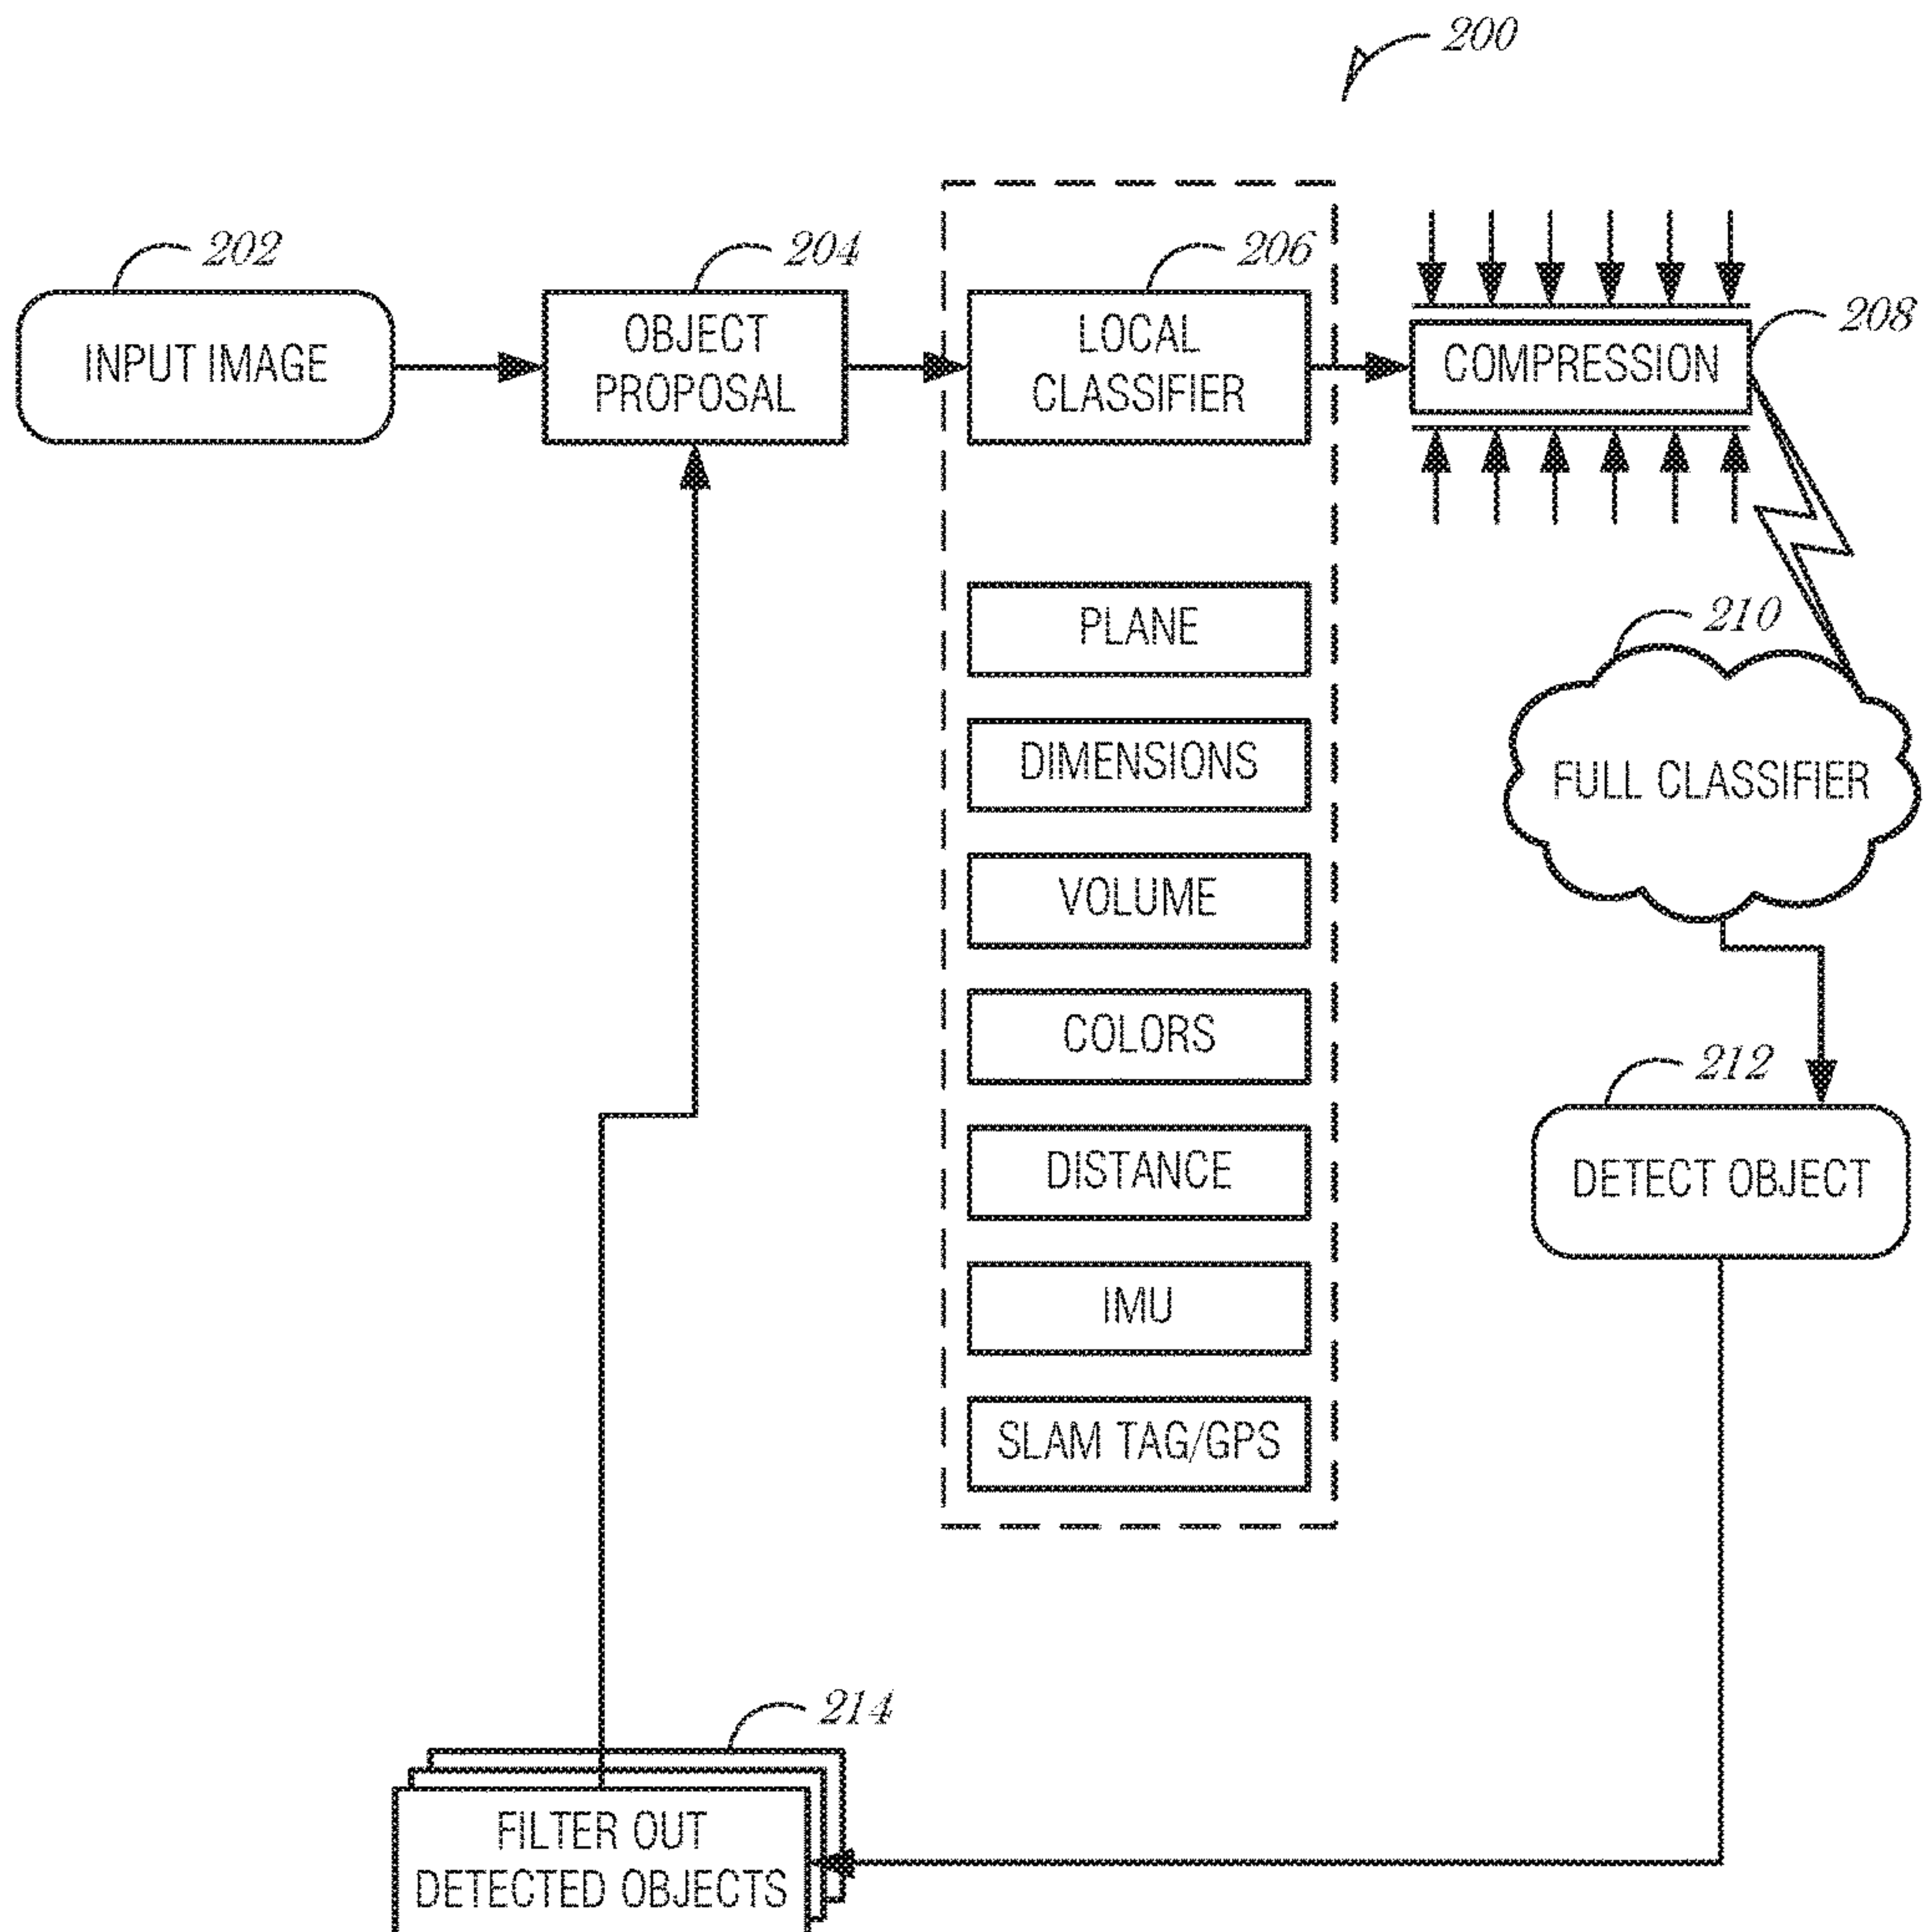 200
202
INPUT IMAGE
204
OBJECT
PROPOSAL
206
LOCAL
CLASSIFIER
208
COMPRESSION
PLANE
DIMENSIONS
VOLUME
COLORS
DISTANCE
IMU
SLAM TAG/GPS
210
FULL CLASSIFIER
212
DETECT OBJECT
214
FILTER OUT
DETECTED OBJECTS